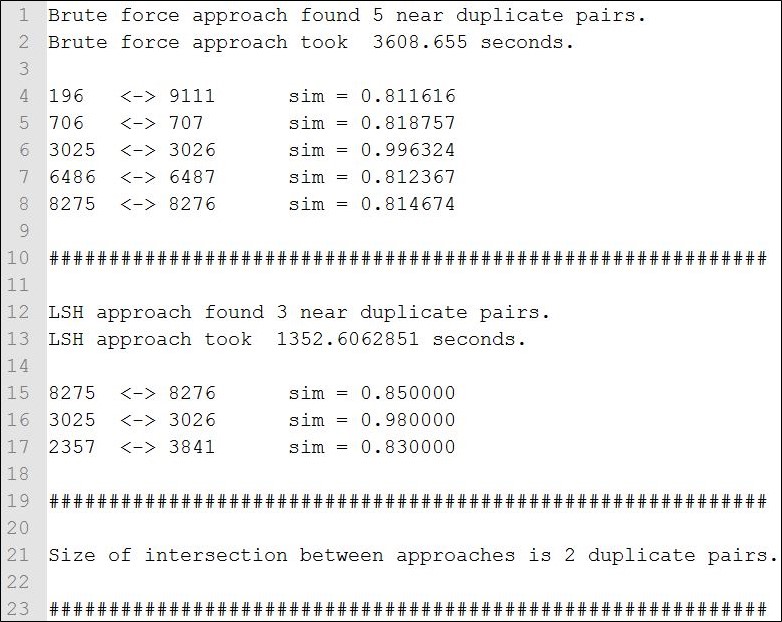 1 Brute force approach found 5 near duplicate pairs.
2 Brute force approach took  3608.655 seconds.
3
4 196   <-> 9111      sim = 0.811616
5 706   <-> 707       sim = 0.818757
6 3025  <-> 3026      sim = 0.996324
7 6486  <-> 6487      sim = 0.812367
8 8275  <-> 8276      sim = 0.814674
9
10 ############################################################
11
12 LSH approach found 3 near duplicate pairs.
13 LSH approach took  1352.6062851 seconds.
14
15 8275  <-> 8276      sim = 0.850000
16 3025  <-> 3026      sim = 0.980000
17 2357  <-> 3841      sim = 0.830000
18
19 ############################################################
20
21 Size of intersection between approaches is 2 duplicate pairs.
22
23 ############################################################